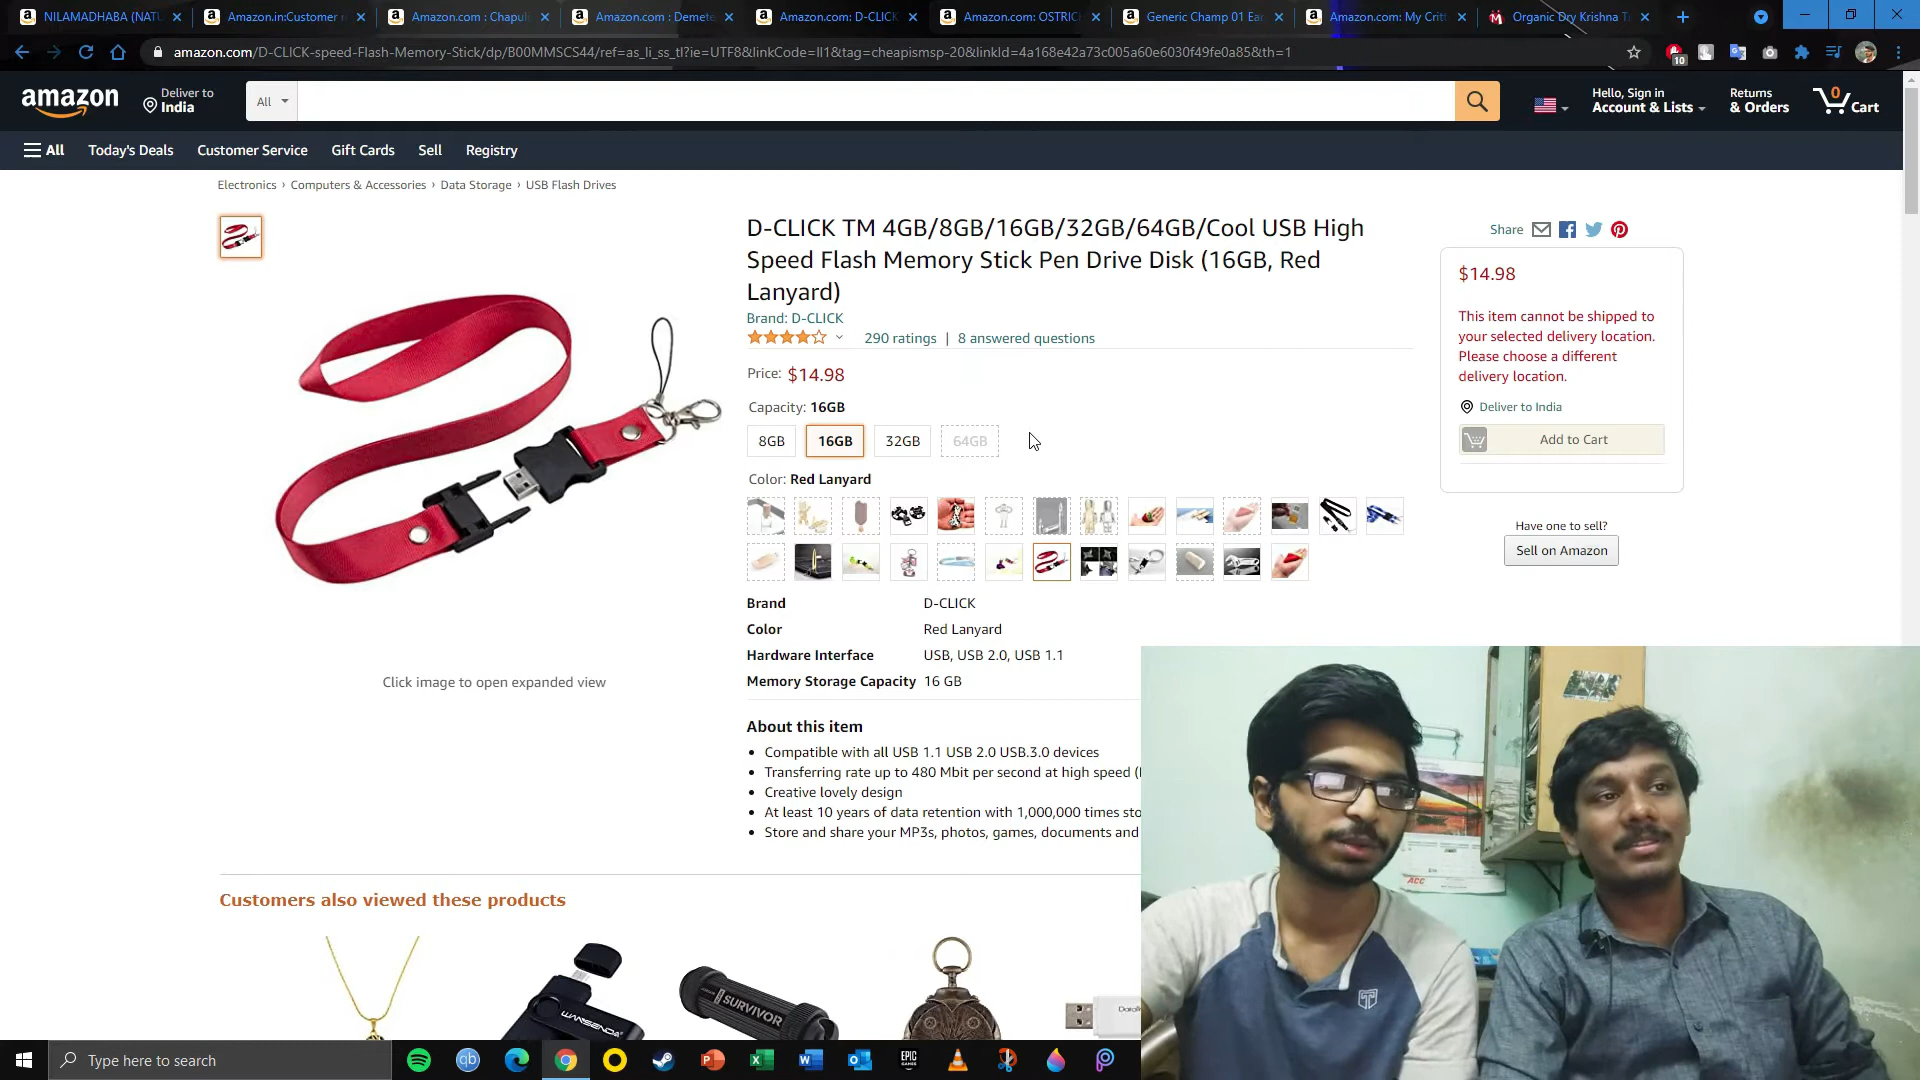 NILAMADHABA (NATU
Amazon.in:Customer r
Amazon.com : Chapul
Amazon.com : Demete
Amazon.com: D-CLICK
Amazon.com: OSTRIC
Generic Champ 01 Ear
Amazon.com: My Critt
Organic Dry Krishna T
amazon.com/D-CLICK-speed-Flash-Memory-Stick/dp/B00MMSCS44/ref=as_li_ss_tl?ie=UTF8&linkCode=ll1&tag=cheapismsp-20&linkId=4a168e42a73c005a60e6030f49fe0a85&th=1
10
amazon
Deliver to
India
All
Hello, Sign in
Account & Lists
Returns
& Orders
0
Cart
All
Today's Deals
Customer Service
Gift Cards
Sell
Registry
Electronics › Computers & Accessories › Data Storage › USB Flash Drives
D-CLICK TM 4GB/8GB/16GB/32GB/64GB/Cool USB High
Speed Flash Memory Stick Pen Drive Disk (16GB, Red
Lanyard)
Brand: D-CLICK
290 ratings | 8 answered questions
Price: $14.98
Capacity: 16GB
8GB
16GB
32GB
64GB
Color: Red Lanyard
Brand D-CLICK
Color Red Lanyard
Hardware Interface USB, USB 2.0, USB 1.1
Memory Storage Capacity 16 GB
About this item
• Compatible with all USB 1.1 USB 2.0 USB.3.0 devices
• Transferring rate up to 480 Mbit per second at high speed (
• Creative lovely design
• At least 10 years of data retention with 1,000,000 times sto
• Store and share your MP3s, photos, games, documents and
Click image to open expanded view
Share
$14.98
This item cannot be shipped to
your selected delivery location.
Please choose a different
delivery location.
Deliver to India
Add to Cart
Have one to sell?
Sell on Amazon
Customers also viewed these products
WANSENDA
SURVIVOR
ACC
Type here to search
qb
EPIC
GAMES